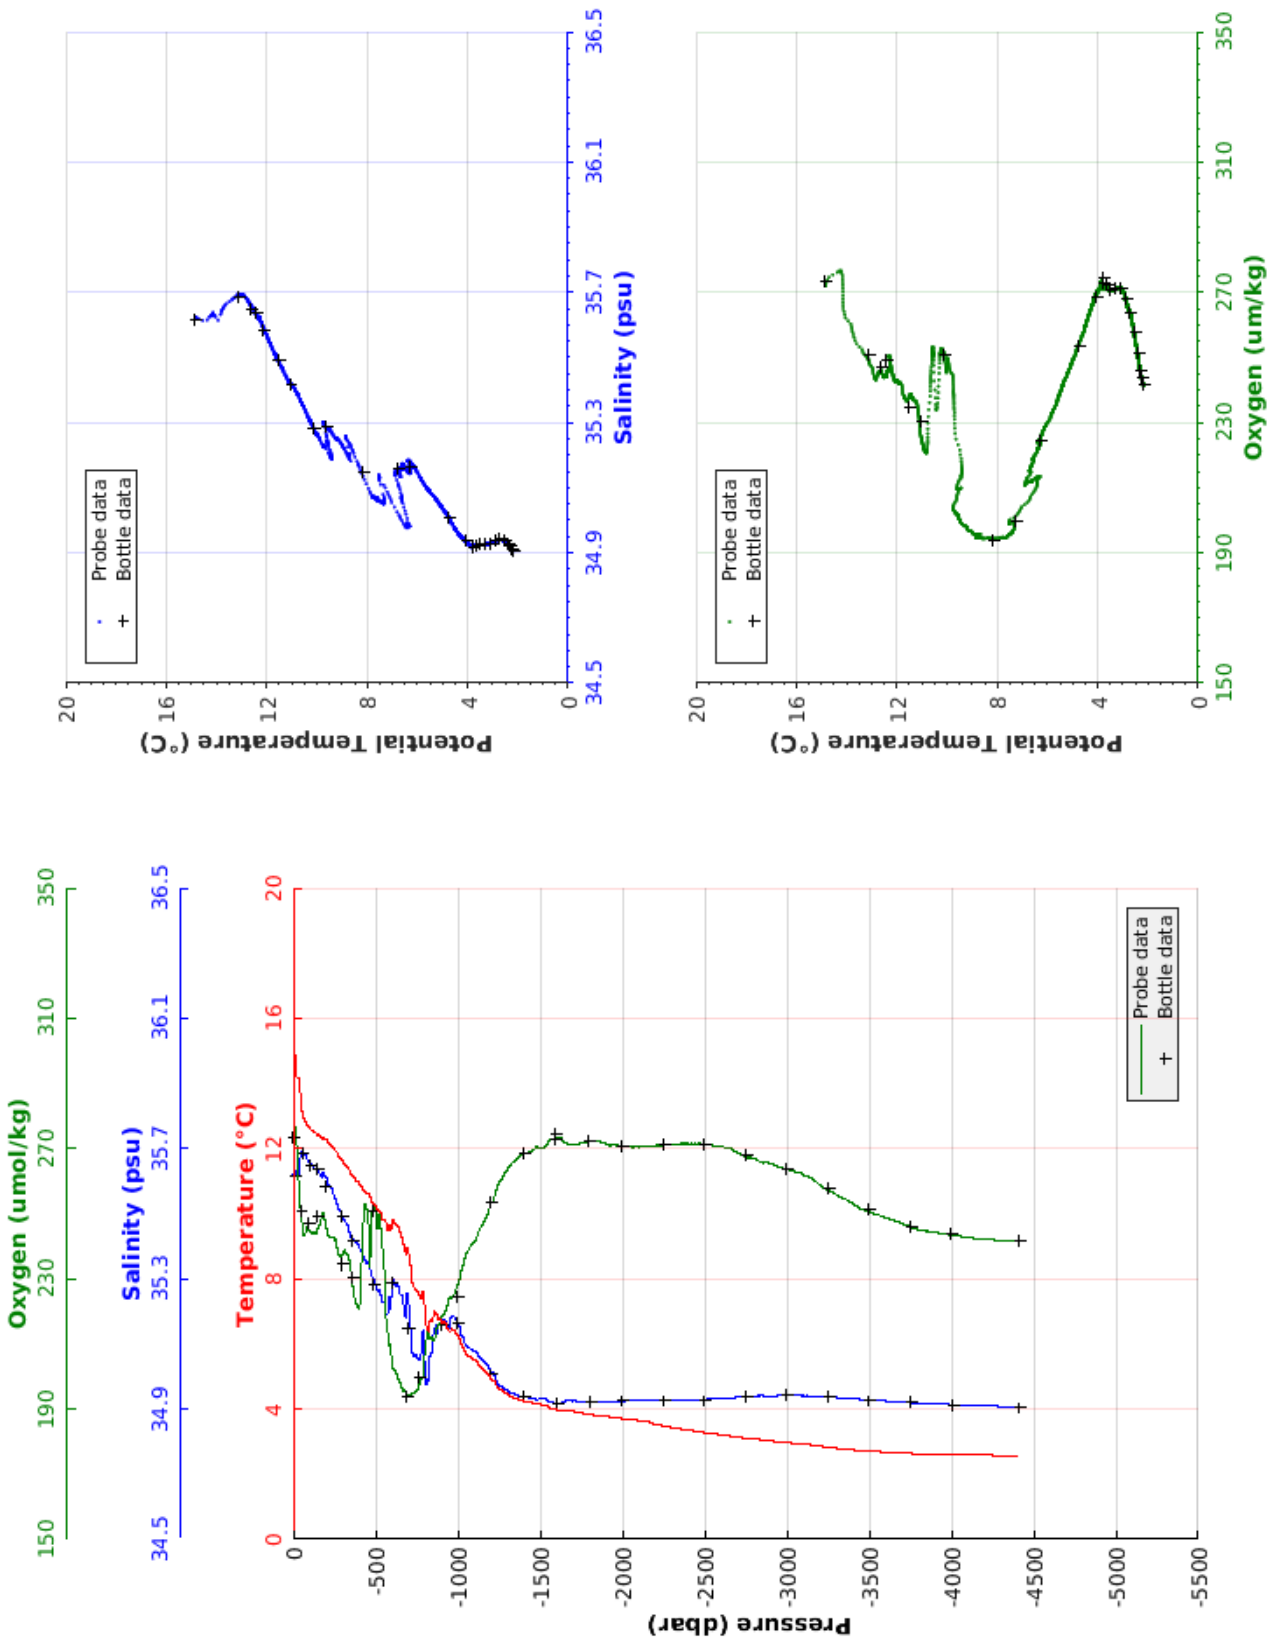 Oxygen (umol/kg)
150 190 230 270 310 350
Salinity (psu)
34.5 34.9 35.3 35.7 36.1 36.5
Temperature (°C)
0 4 8 12 16 20
Pressure (dbar)
0
-500
-1000
-1500
-2000
-2500
-3000
-3500
-4000
-4500
-5000
-5500
Probe data
Bottle data
Potential Temperature (°C)
20
16
12
8
4
0
Probe data
Bottle data
34.5 34.9 35.3 35.7 36.1 36.5
Salinity (psu)
Potential Temperature (°C)
20
16
12
8
4
0
Probe data
Bottle data
150 190 230 270 310 350
Oxygen (um/kg)